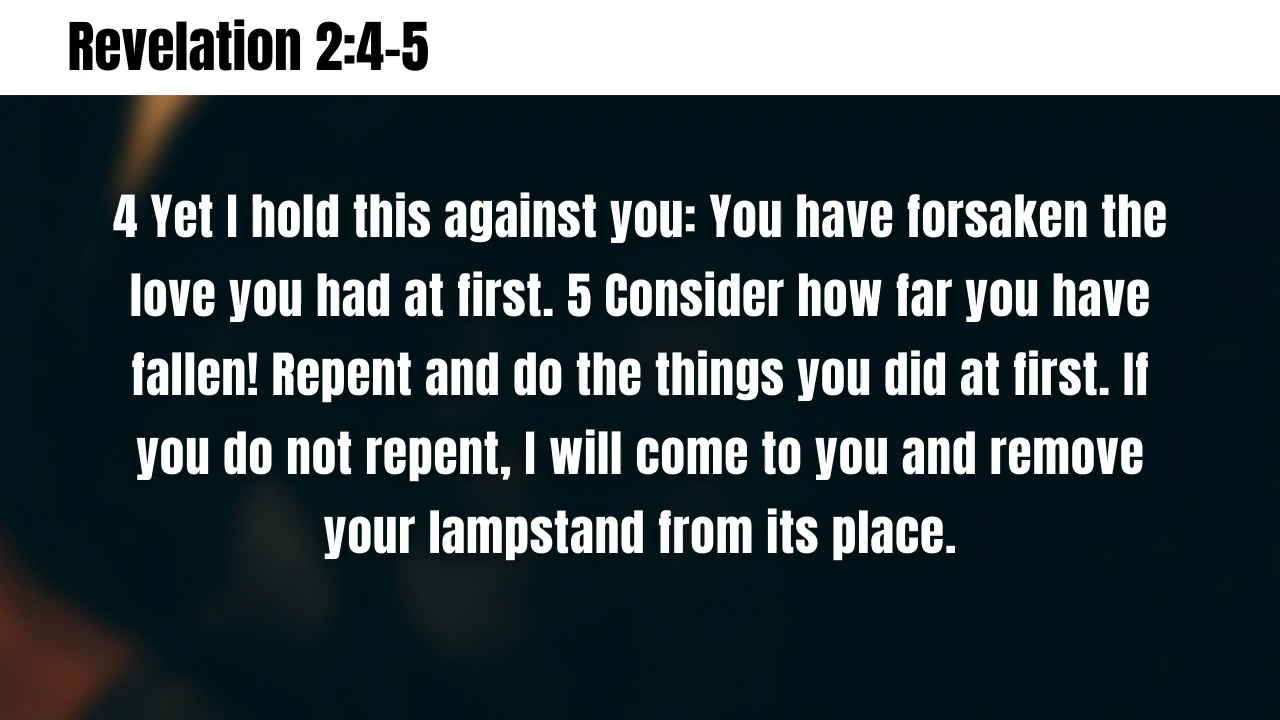 Revelation 2:4-5
4 Yet I hold this against you: You have forsaken the
love you had at first. 5 Consider how far you have
fallen! Repent and do the things you did at first. If
you do not repent, I will come to you and remove
your lampstand from its place.